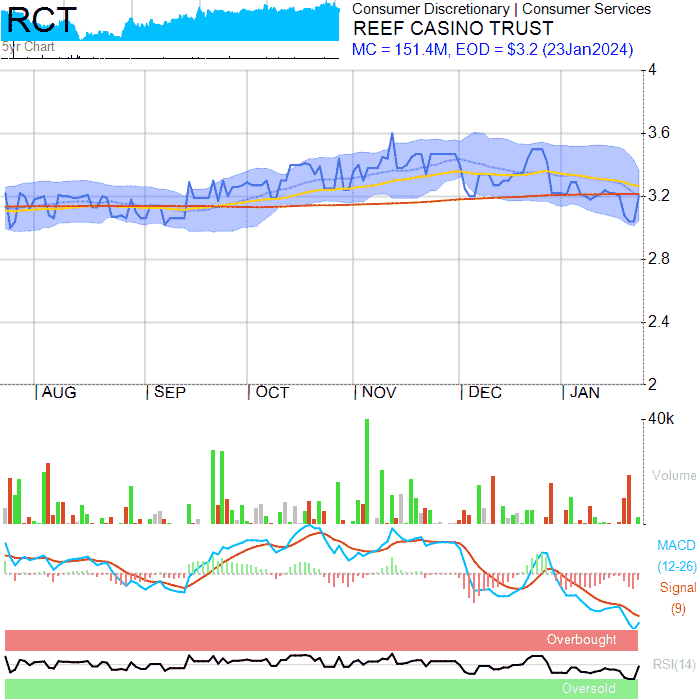 RCT
5yr Chart
Consumer Discretionary | Consumer Services
REEF CASINO TRUST
MC = 151.4M, EOD = $3.2 (23Jan2024)
4
3.6
3.2
2.8
2.4
2
AUG SEP OCT NOV DEC JAN
40k
Volume
MACD
(12-26)
Signal
(9)
Overbought
RSI(14)
Oversold